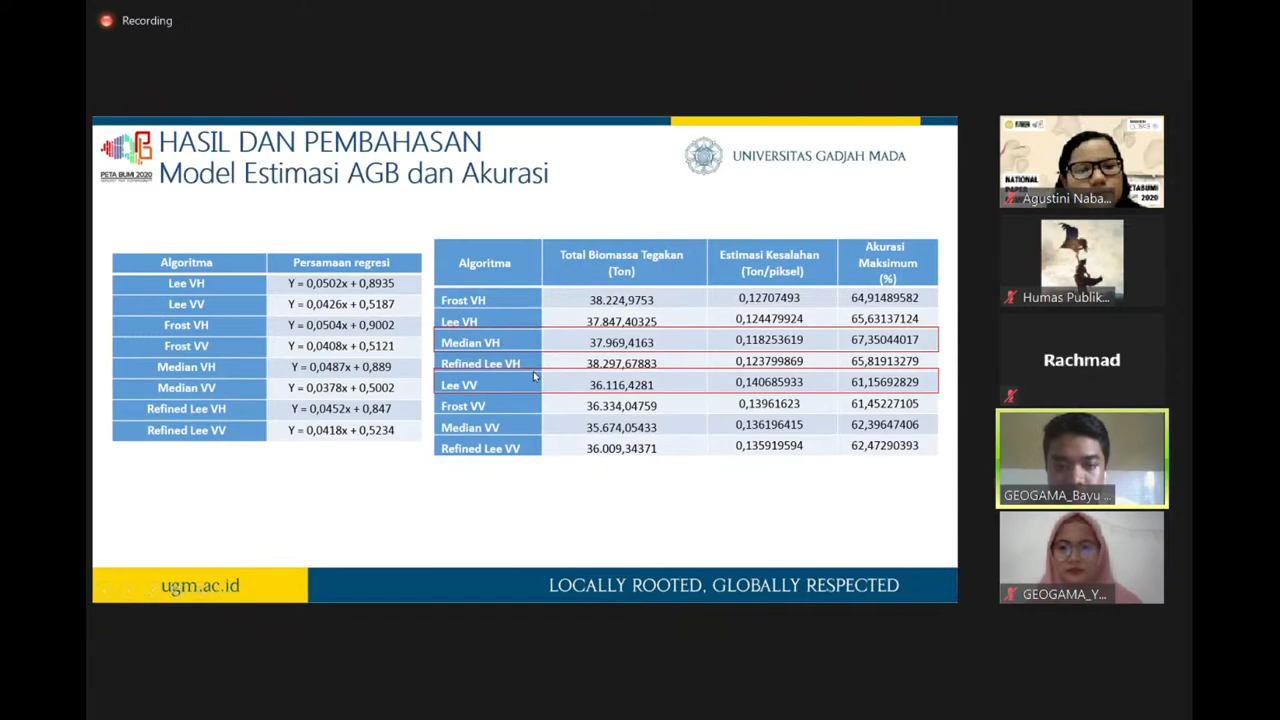 Recording
HASIL DAN PEMBAHASAN
Model Estimasi AGB dan Akurasi
PETA BUMI 2020
UNIVERSITAS GADJAH MADA
Algoritma Persamaan regresi
Lee VH Y = 0,0502x + 0,8935
Lee VV Y = 0,0426x + 0,5187
Frost VH Y = 0,0504x + 0,9002
Frost VV Y = 0,0408x + 0,5121
Median VH Y = 0,0487x + 0,889
Median VV Y = 0,0378x + 0,5002
Refined Lee VH Y = 0,0452x + 0,847
Refined Lee VV Y = 0,0418x + 0,5234
Algoritma Total Biomassa Tegakan (Ton) Estimasi Kesalahan (Ton/piksel) Akurasi Maksimum (%)
Frost VH 38.224,9753 0,12707493 64,91489582
Lee VH 37.847,40325 0,124479924 65,63137124
Median VH 37.969,4163 0,118253619 67,35044017
Refined Lee VH 38.297,67883 0,123799869 65,81913279
Lee VV 36.116,4281 0,140685933 61,15692829
Frost VV 36.334,04759 0,13961623 61,45227105
Median VV 35.674,05433 0,136196415 62,39647406
Refined Lee VV 36.009,34371 0,135919594 62,47290393
ugm.ac.id
LOCALLY ROOTED, GLOBALLY RESPECTED
NATIONAL
PAPER
2020
Agustini Naba...
Humas Publik...
Rachmad
GEOGAMA_Bayu ...
GEOGAMA_Y...